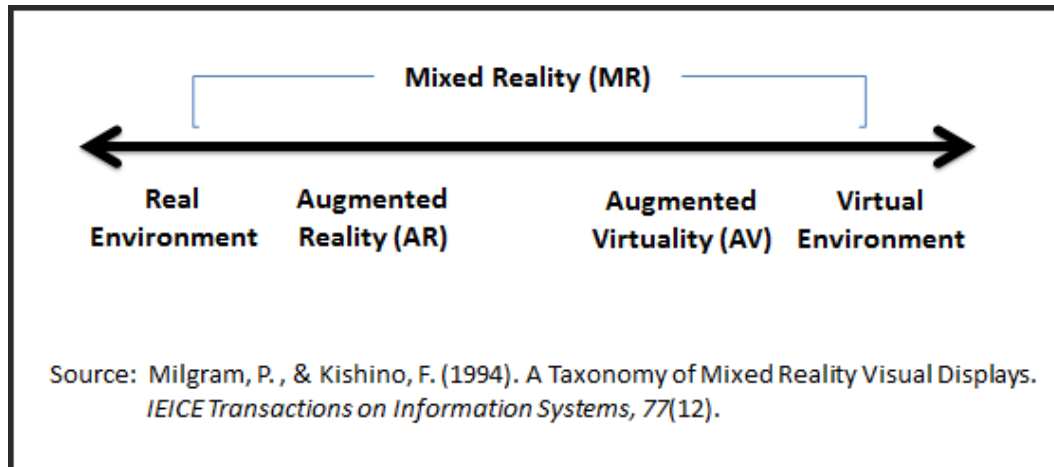 Mixed Reality (MR)
Real Environment
Augmented Reality (AR)
Augmented Virtuality (AV)
Virtual Environment
Source: Milgram, P. , & Kishino, F. (1994). A Taxonomy of Mixed Reality Visual Displays.
IEICE Transactions on Information Systems, 77(12).